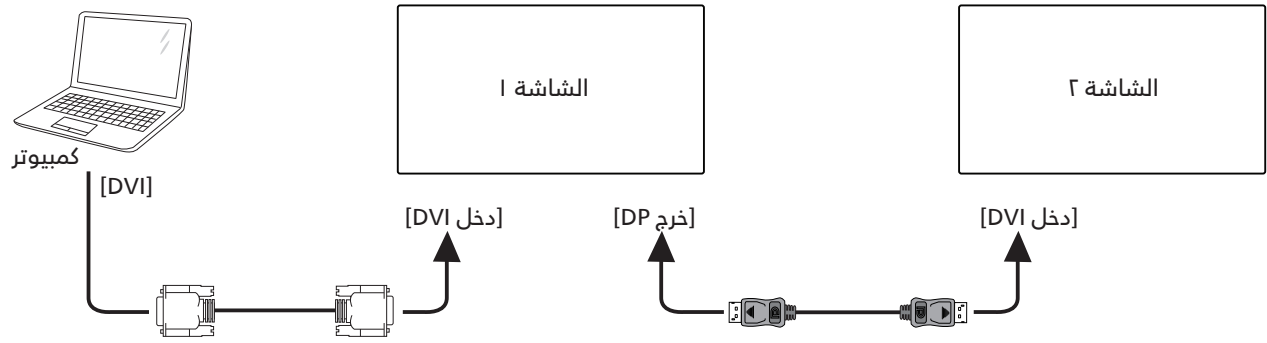 الشاشة ١
الشاشة ٢
كمبيوتر
[DVI]
[دخل DVI]
[خرج DP]
[دخل DVI]